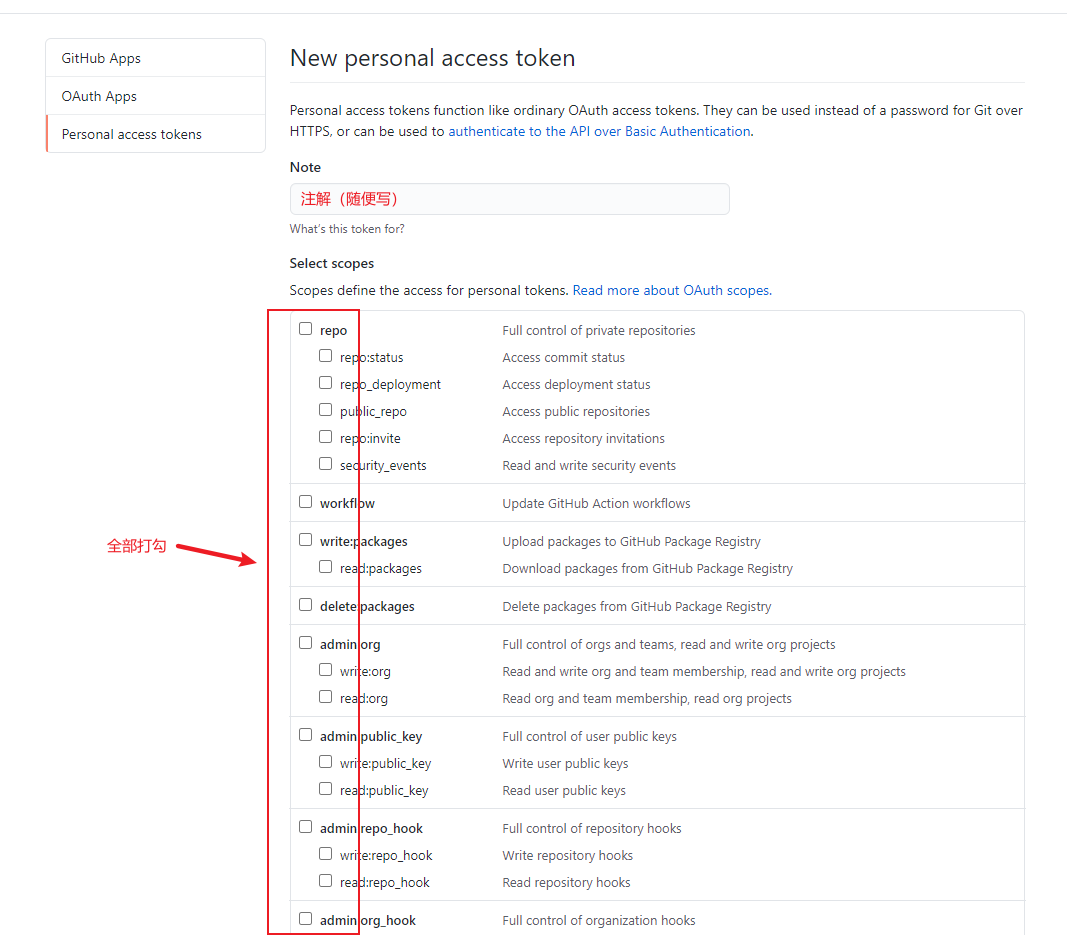 GitHub Apps
OAuth Apps
Personal access tokens
New personal access token
Personal access tokens function like ordinary OAuth access tokens. They can be used instead of a password for Git over
HTTPS, or can be used to authenticate to the API over Basic Authentication.
Note
注解（随便写）
What's this token for?
Select scopes
Scopes define the access for personal tokens. Read more about OAuth scopes.
repo Full control of private repositories
repo:status Access commit status
repo_deployment Access deployment status
public_repo Access public repositories
repo:invite Access repository invitations
security_events Read and write security events
workflow Update GitHub Action workflows
全部打勾
write:packages Upload packages to GitHub Package Registry
read:packages Download packages from GitHub Package Registry
delete:packages Delete packages from GitHub Package Registry
admin:org Full control of orgs and teams, read and write org projects
write:org Read and write org and team membership, read and write org projects
read:org Read org and team membership, read org projects
admin:public_key Full control of user public keys
write:public_key Write user public keys
read:public_key Read user public keys
admin:repo_hook Full control of repository hooks
write:repo_hook Write repository hooks
read:repo_hook Read repository hooks
admin:org_hook Full control of organization hooks